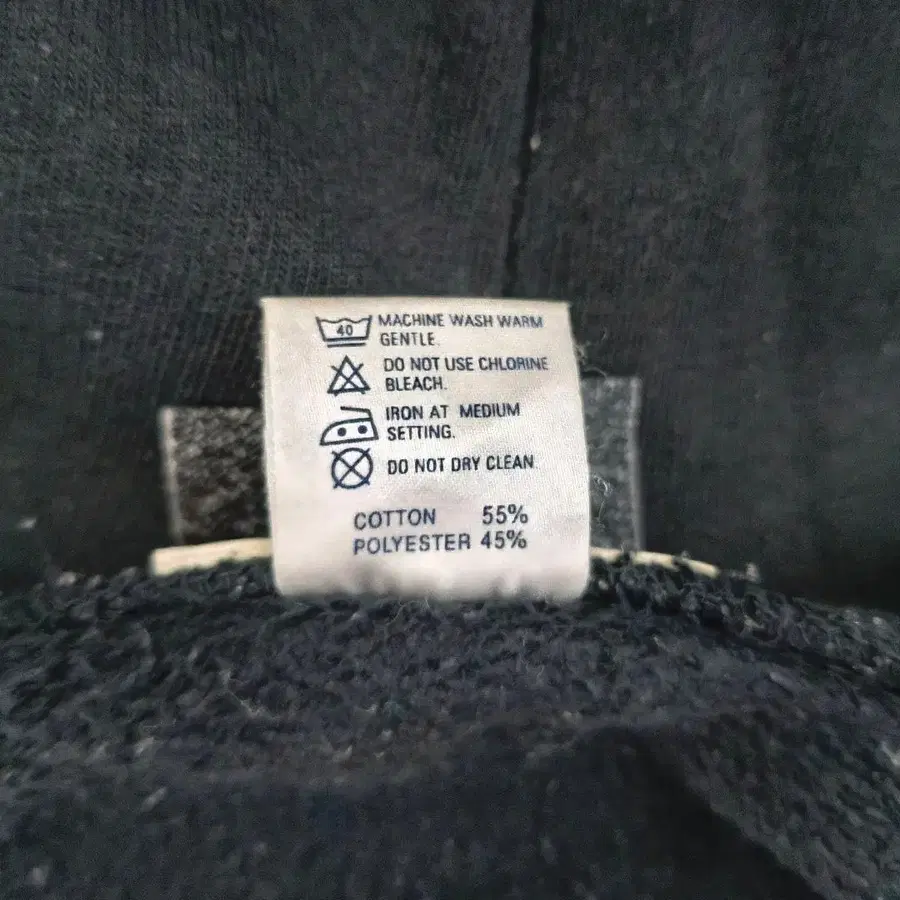 40 MACHINE WASH WARM
GENTLE.
DO NOT USE CHLORINE
BLEACH.
IRON AT MEDIUM
SETTING.
DO NOT DRY CLEAN
COTTON 55%
POLYESTER 45%